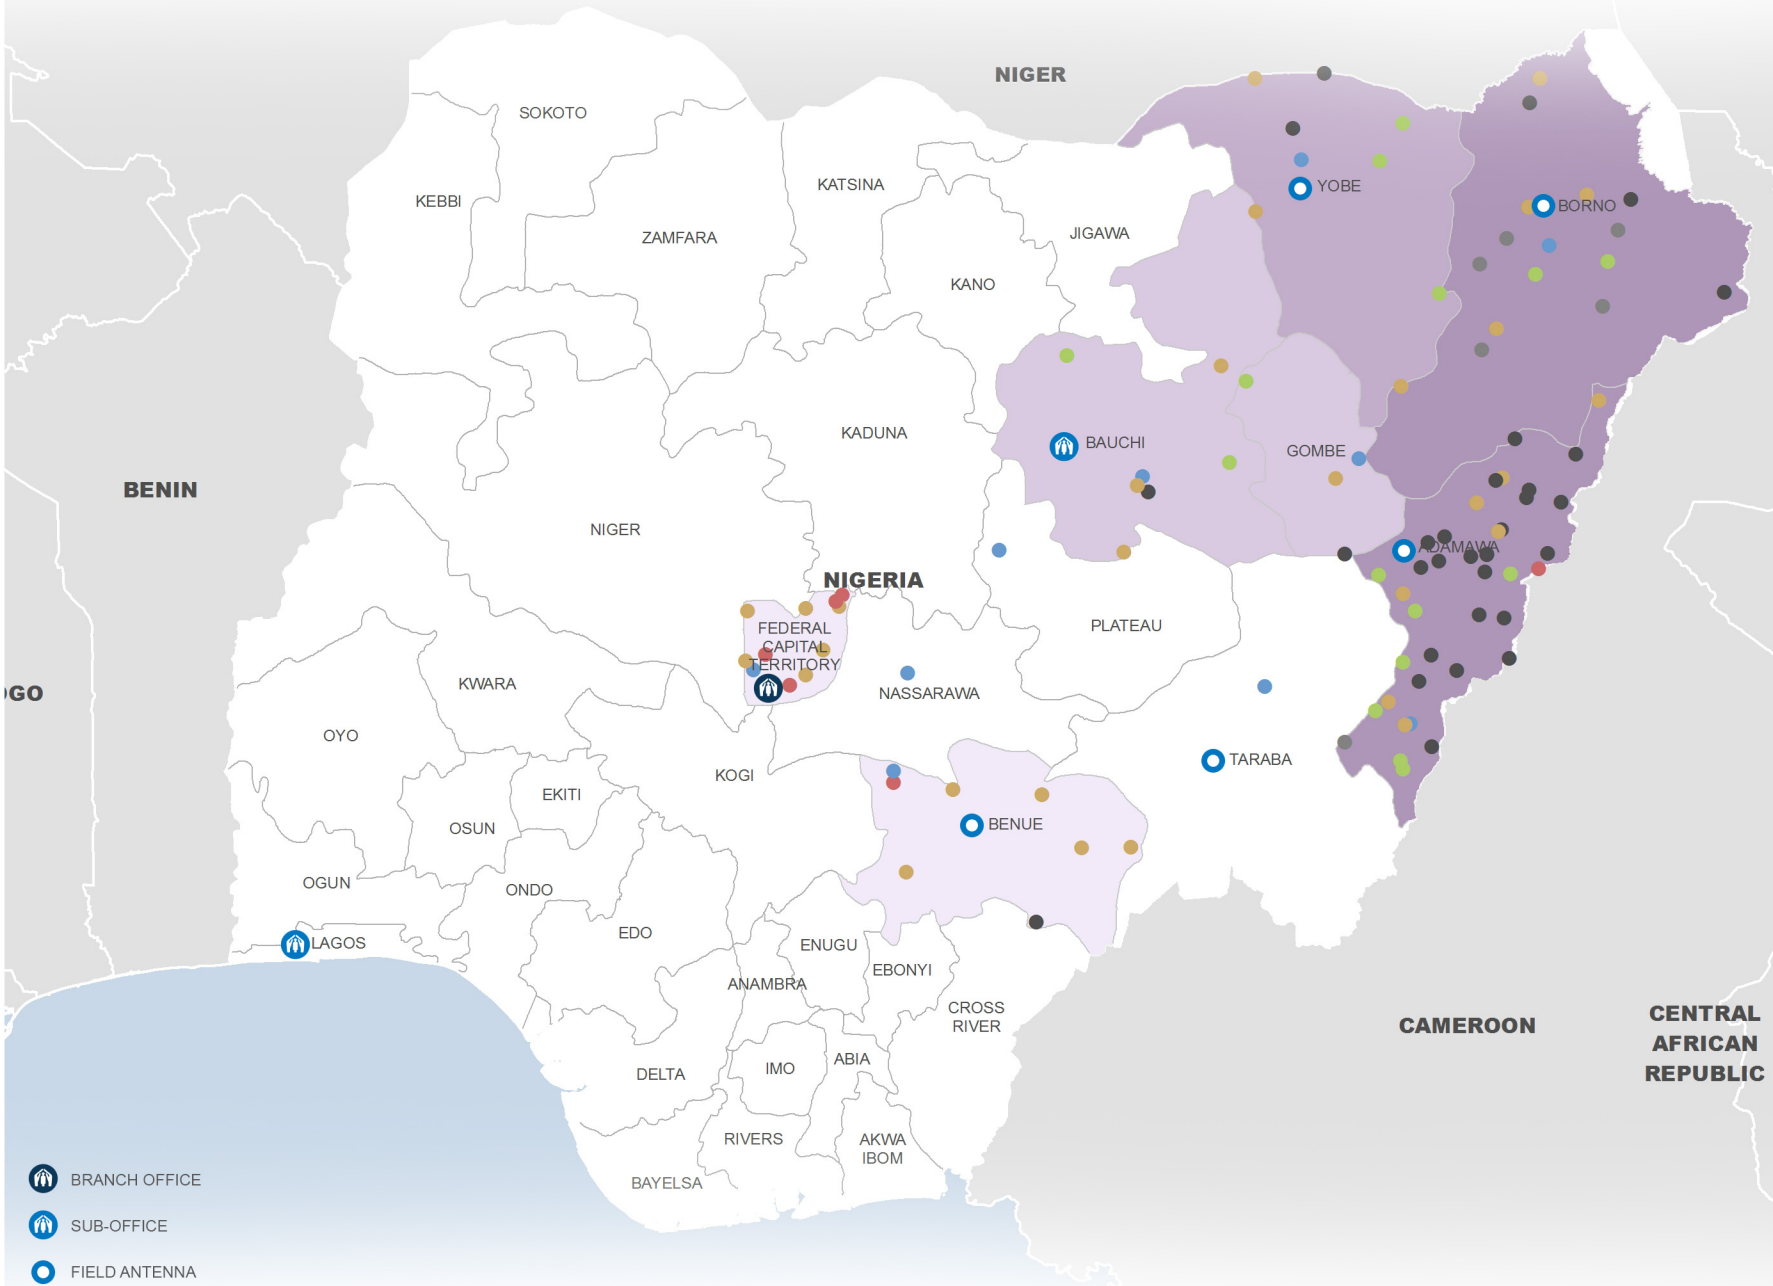 NIGER
SOKOTO
KATSINA
YOBE
KEBBI
BORNO
ZAMFARA
JIGAWA
KANO
KADUNA
BAUCHI
GOMBE
BENIN
NIGER
ADAMAWA
NIGERIA
FEDERAL
CAPITAL
TERRITORY
PLATEAU
KWARA
NASSARAWA
OGO
OYO
TARABA
KOGI
EKITI
OSUN
BENUE
OGUN
ONDO
EDO
LAGOS
ENUGU
EBONYI
ANAMBRA
CROSS
RIVER
CAMEROON
CENTRAL
AFRICAN
REPUBLIC
ABIA
IMO
DELTA
RIVERS
AKWA
IBOM
BAYELSA
BRANCH OFFICE
SUB-OFFICE
FIELD ANTENNA